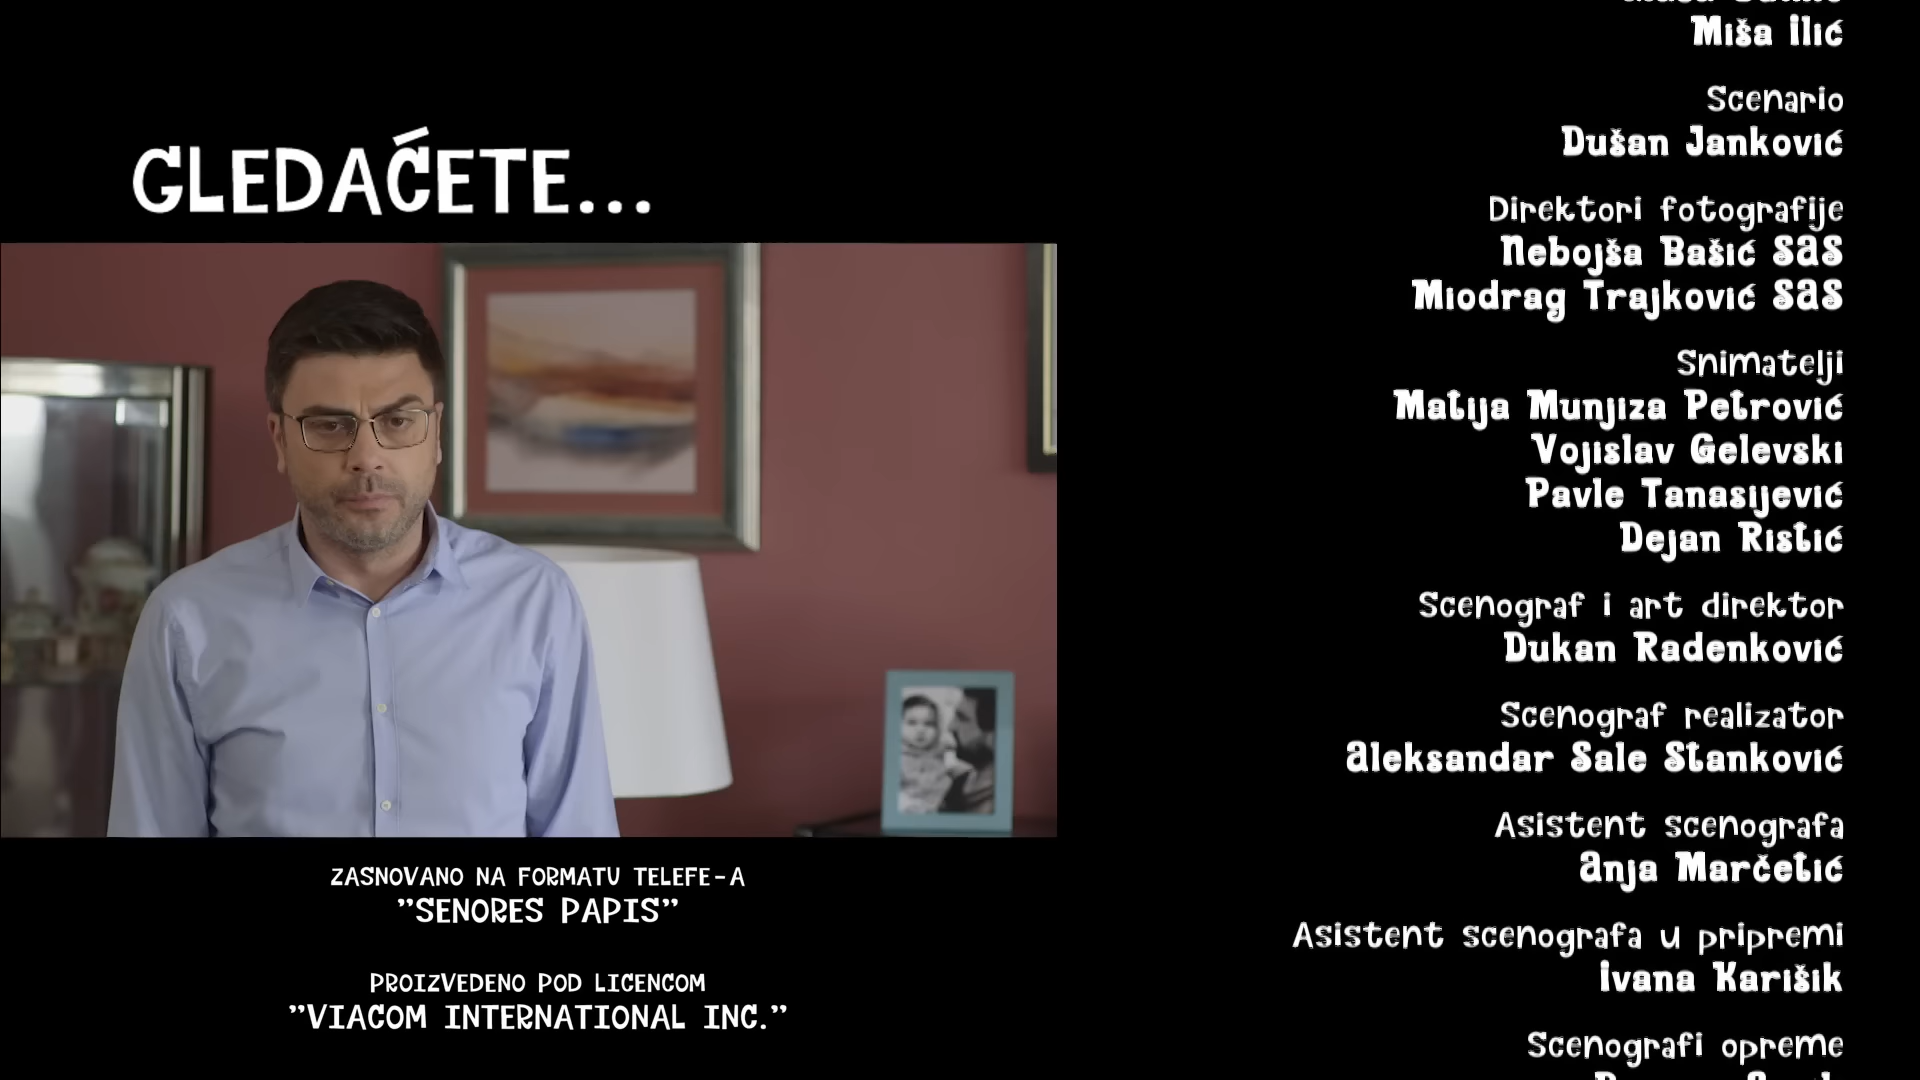 GLEDAĆETE...
ZASNOVANO NA FORMATU TELEFE-A
"SENORES PAPIS"
PROIZVEDENO POD LICENCOM
"VIACOM INTERNATIONAL INC."
Miša Ilić
Scenario
Dušan Janković
Direktori fotografije
Nebojša Bašić SAS
Miodrag Trajković SAS
Snimatelji
Matija Munjiza Petrović
Vojislav Gelevski
Pavle Tanasijević
Dejan Ristić
Scenograf i art direktor
Dukan Radenković
Scenograf realizator
Aleksandar Sale Stanković
Asistent scenografa
Anja Marčetić
Asistent scenografa u pripremi
Ivana Karišik
Scenografi opreme